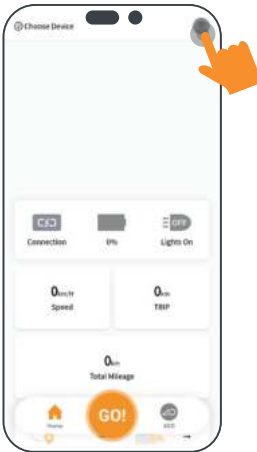 Choose Device
OFF
Connection
0%
Lights On
0km/H
0km
Speed
TRIP
0km
Total Mileage
GO!
Home